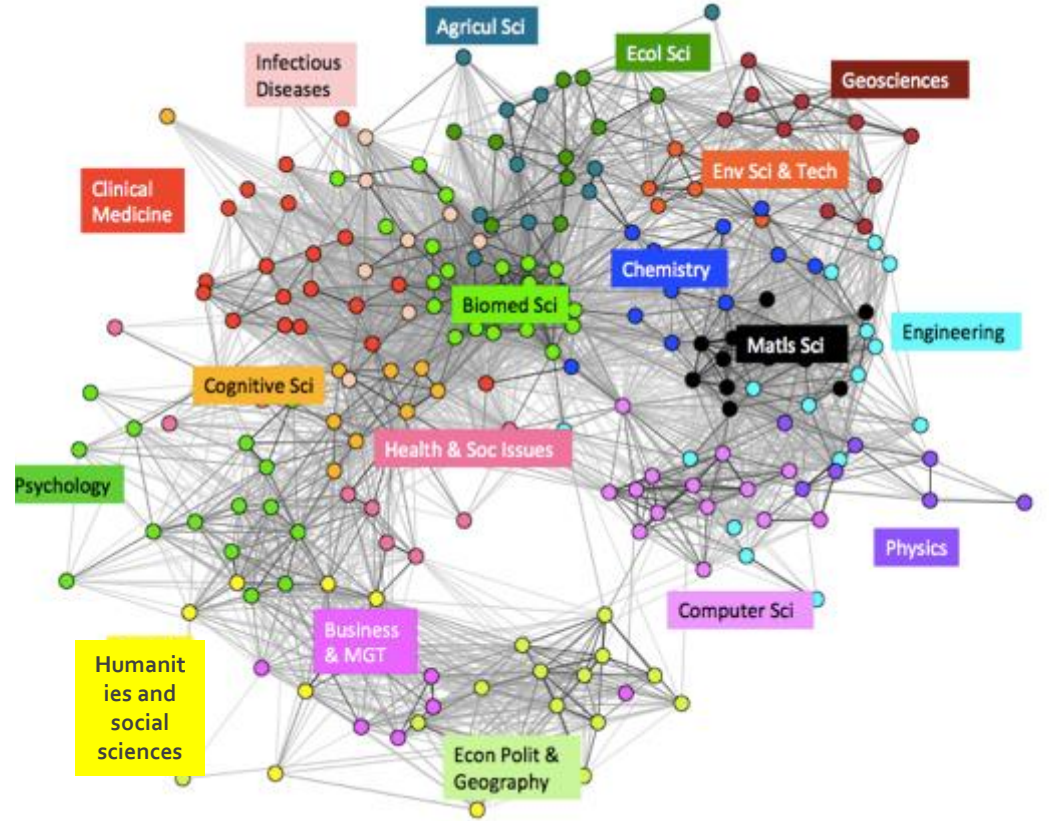 Agricul Sci
Ecol Sci
Infectious
Diseases
Geosciences
Env Sci & Tech
Clinical
Medicine
Chemistry
Biomed Sci
Engineering
Matls Sci
Cognitive Sci
Health & Soc Issues
Psychology
Physics
Computer Sci
Business
& MGT
Humanit
ies and
social
sciences
Econ Polit &
Geography